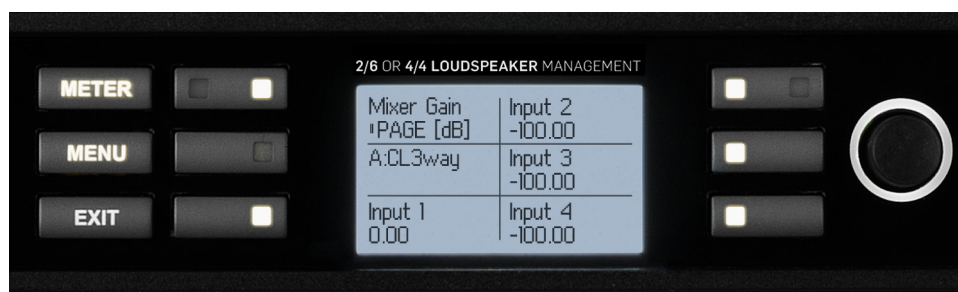 2/6 OR 4/4 LOUDSPEAKER MANAGEMENT
METER
MENU
EXIT
Mixer Gain
PAGE [dB]
A:CL3way
Input 1
0.00
Input 2
-100.00
Input 3
-100.00
Input 4
-100.00